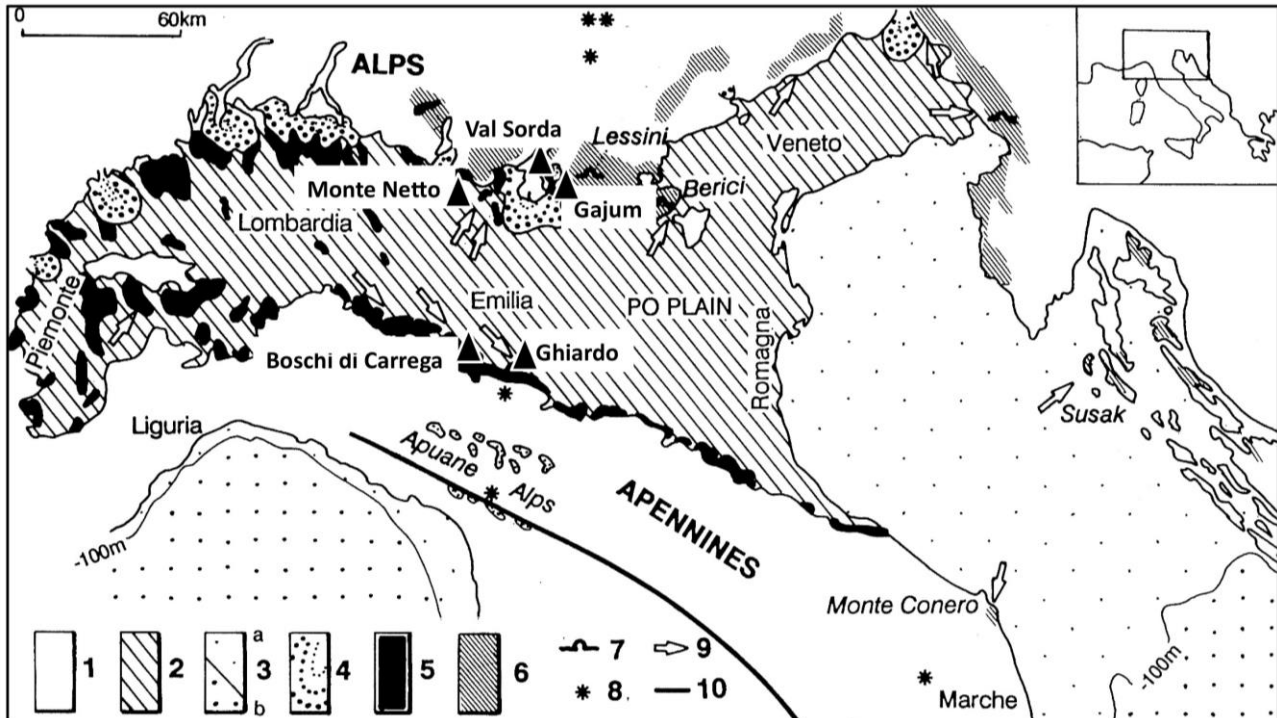 0 60km
ALPS
**
*
Val Sorda
Lessini
Veneto
Monte Netto
Berici
Gajum
Lombardia
Piemonte
Emilia
PO PLAIN
Boschi di Carrega
Ghiardo
Romagna
Susak
*
Liguria
Apuane
Alps
*
APENNINES
-100m
Monte Conero
-100m
*
Marche
1
2
a
3
b
4
5
6
7
* 8
9
10